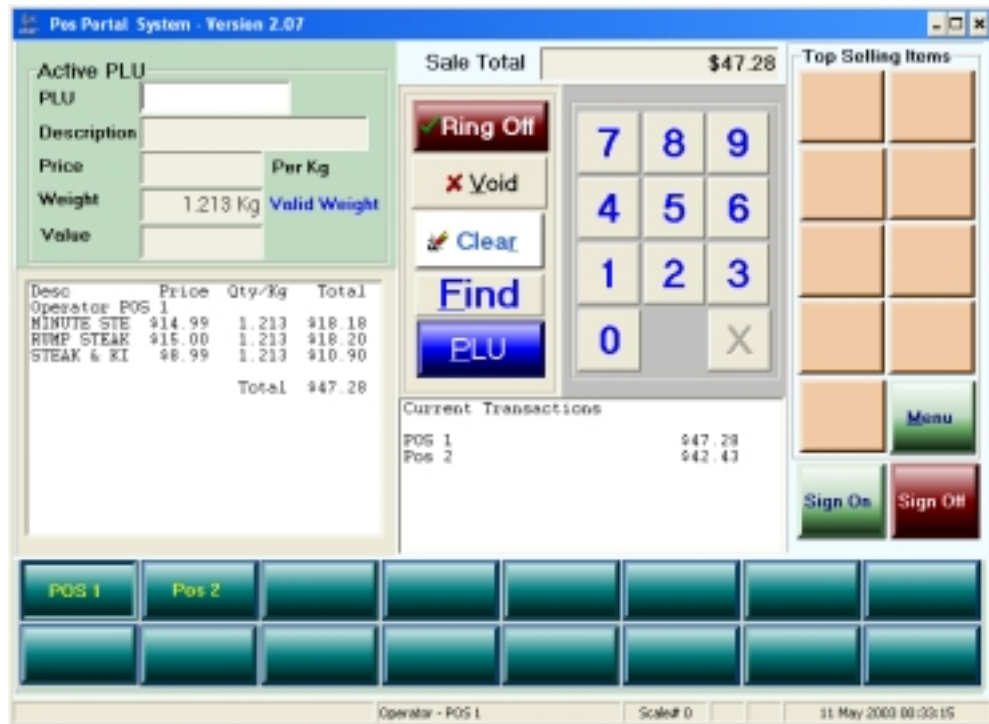 Pos Portal System - Version 2.07
Active PLU
PLU
Description
Price Per Kg
Weight 1.213 Kg Valid Weight
Value
Sale Total $47.28
Ring Off
Void
Clear
Find
PLU
7 8 9
4 5 6
1 2 3
0 X
Top Selling Items
Menu
Sign On Sign Off
Desc Price Qty/Kg Total
Operator POS 1
MINUTE STE $14.99 1.213 $18.18
RUMP STEAK $15.00 1.213 $18.20
STEAK & KI $8.99 1.213 $10.90
Total $47.28
Current Transactions
POS 1 $47.28
Pos 2 $42.43
POS 1 Pos 2
Operator - POS 1 Scale# 0 11 May 2003 00:33:15